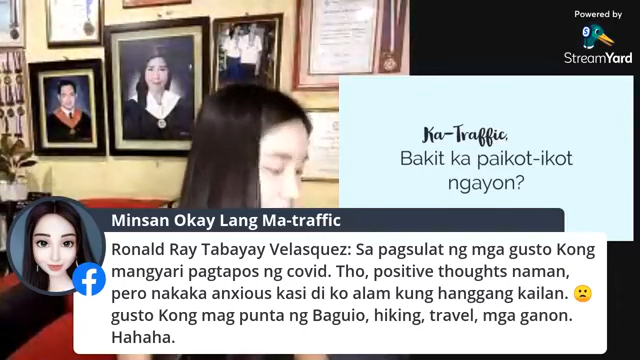 Powered by
StreamYard
Ka-Traffic,
Bakit ka paikot-ikot
ngayon?
Minsan Okay Lang Ma-traffic
Ronald Ray Tabayay Velasquez: Sa pagsulat ng mga gusto Kong
mangyari pagtapos ng covid. Tho, positive thoughts naman,
pero nakaka anxious kasi di ko alam kung hanggang kailan. 🙁
gusto Kong mag punta ng Baguio, hiking, travel, mga ganon.
Hahaha.